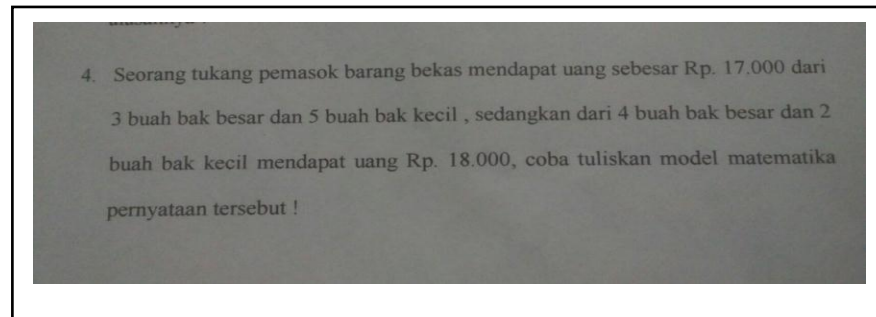 4. Seorang tukang pemasok barang bekas mendapat uang sebesar Rp. 17.000 dari
3 buah bak besar dan 5 buah bak kecil , sedangkan dari 4 buah bak besar dan 2
buah bak kecil mendapat uang Rp. 18.000, coba tuliskan model matematika
pernyataan tersebut !